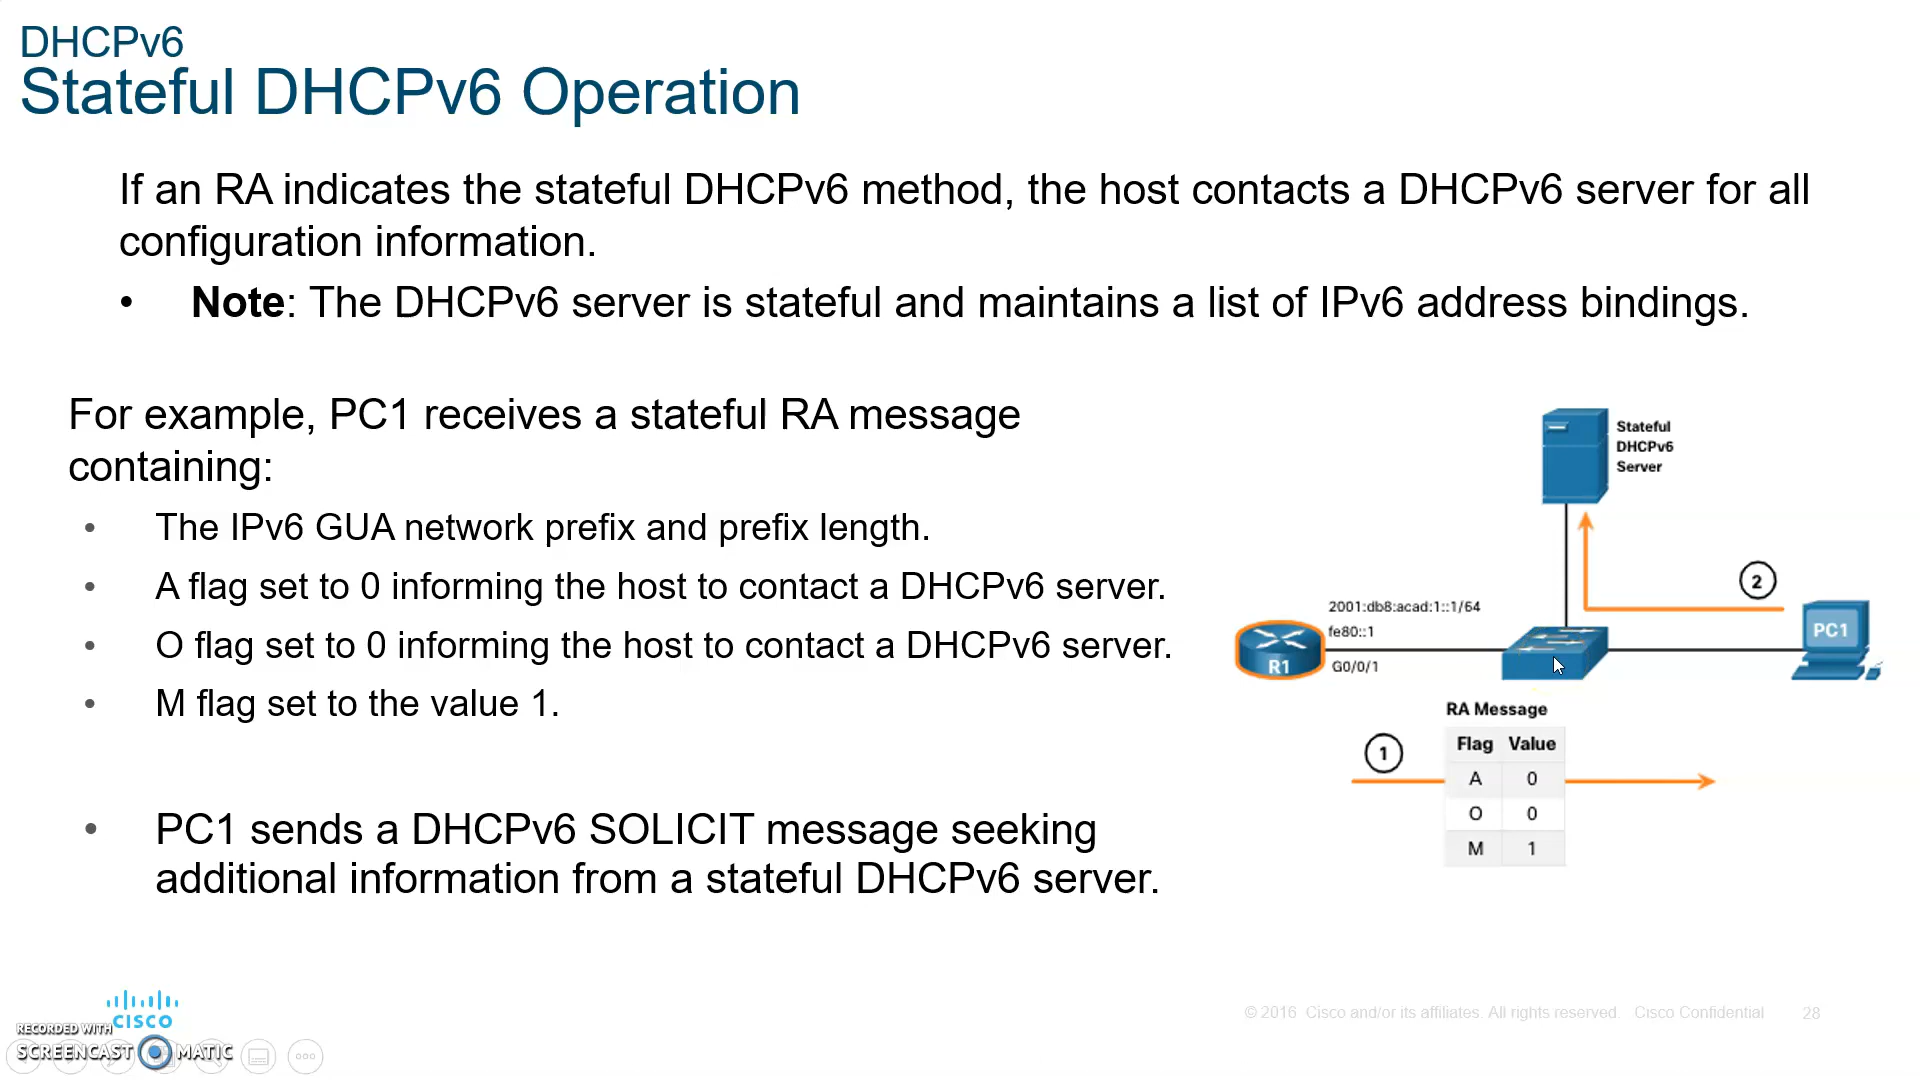 DHCPv6
Stateful DHCPv6 Operation
If an RA indicates the stateful DHCPv6 method, the host contacts a DHCPv6 server for all
configuration information.
• Note: The DHCPv6 server is stateful and maintains a list of IPv6 address bindings.
For example, PC1 receives a stateful RA message
containing:
• The IPv6 GUA network prefix and prefix length.
• A flag set to 0 informing the host to contact a DHCPv6 server.
• O flag set to 0 informing the host to contact a DHCPv6 server.
• M flag set to the value 1.
• PC1 sends a DHCPv6 SOLICIT message seeking
additional information from a stateful DHCPv6 server.
Stateful
DHCPv6
Server
2
2001:db8:acad:1::1/64
fe80::1
G0/0/1
R1
PC1
RA Message
1
Flag Value
A 0
O 0
M 1
CISCO
RECORDED WITH
SCREENCAST MATIC
© 2016 Cisco and/or its affiliates. All rights reserved. Cisco Confidential
28